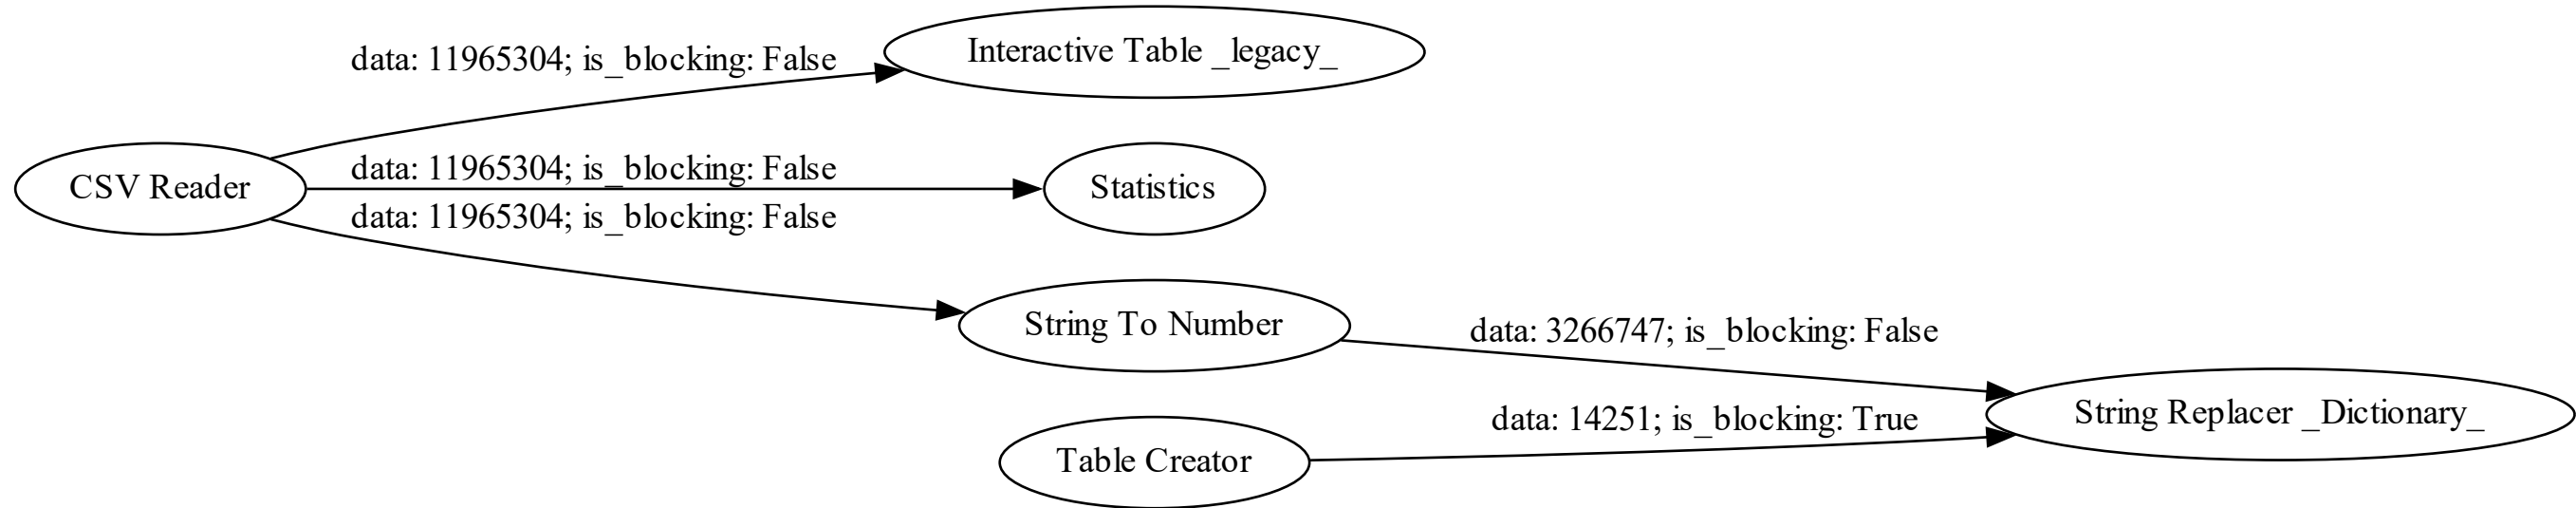 data: 11965304; is_blocking: False
Interactive Table _legacy_
CSV Reader
data: 11965304; is_blocking: False
Statistics
data: 11965304; is_blocking: False
String To Number
data: 3266747; is_blocking: False
String Replacer _Dictionary_
data: 14251; is_blocking: True
Table Creator